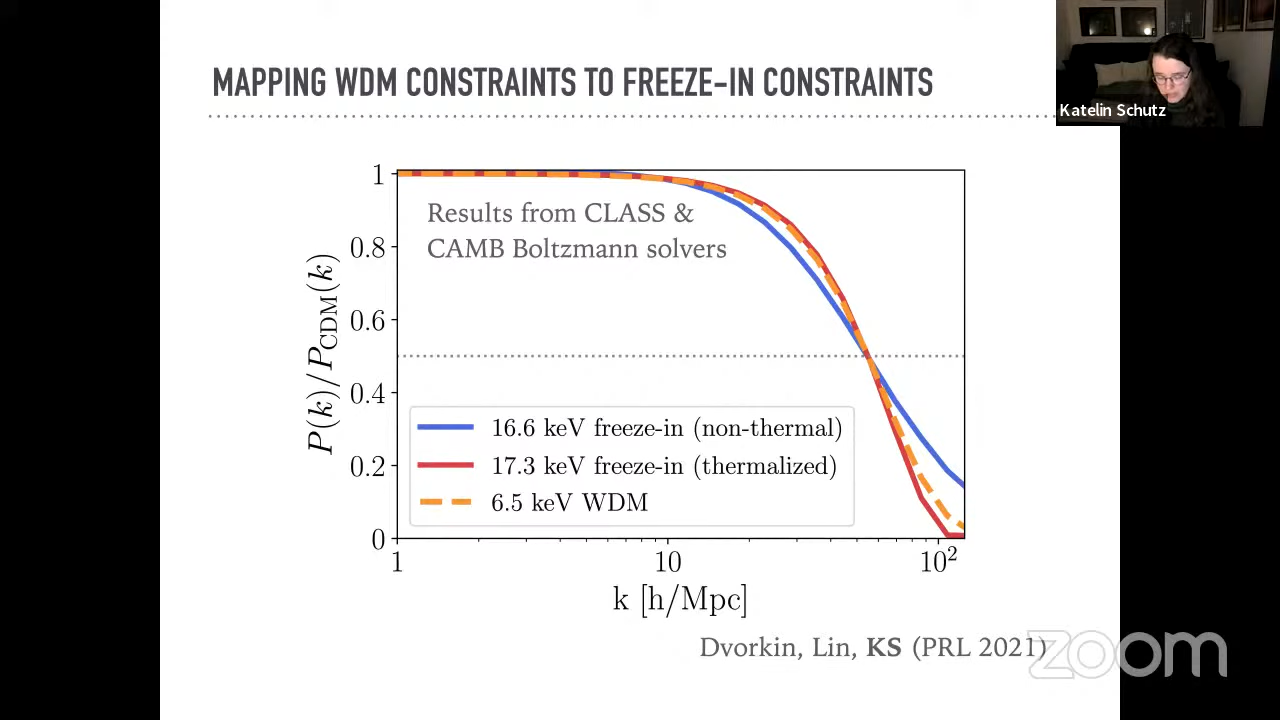 MAPPING WDM CONSTRAINTS TO FREEZE-IN CONSTRAINTS
Katelin Schutz
1
0.8
0.6
0.4
0.2
0
P(k)/P_CDM(k)
Results from CLASS &
CAMB Boltzmann solvers
16.6 keV freeze-in (non-thermal)
17.3 keV freeze-in (thermalized)
6.5 keV WDM
1 10 10²
k [h/Mpc]
Dvorkin, Lin, KS (PRL 2021)
zoom